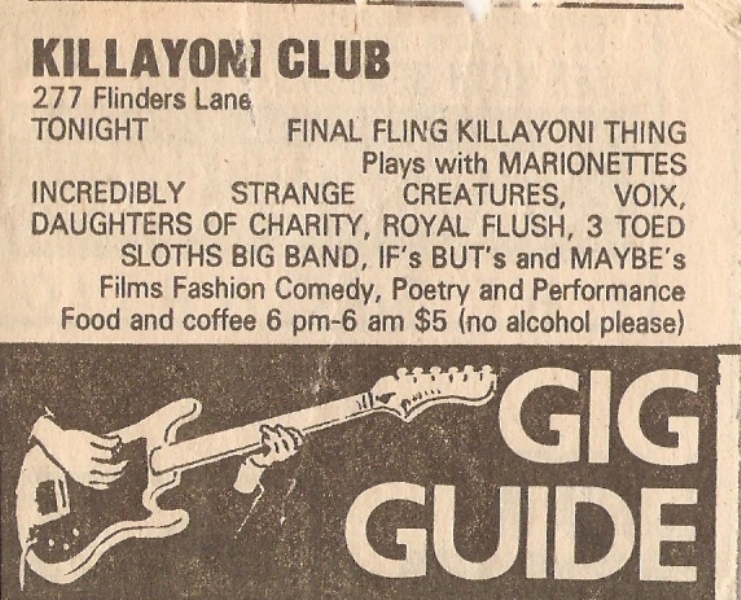 KILLAYONI CLUB
277 Flinders Lane
TONIGHT FINAL FLING KILLAYONI THING
Plays with MARIONETTES
INCREDIBLY STRANGE CREATURES, VOIX,
DAUGHTERS OF CHARITY, ROYAL FLUSH, 3 TOED
SLOTHS BIG BAND, IF's BUT's and MAYBE's
Films Fashion Comedy, Poetry and Performance
Food and coffee 6 pm-6 am $5 (no alcohol please)
GIG
GUIDE